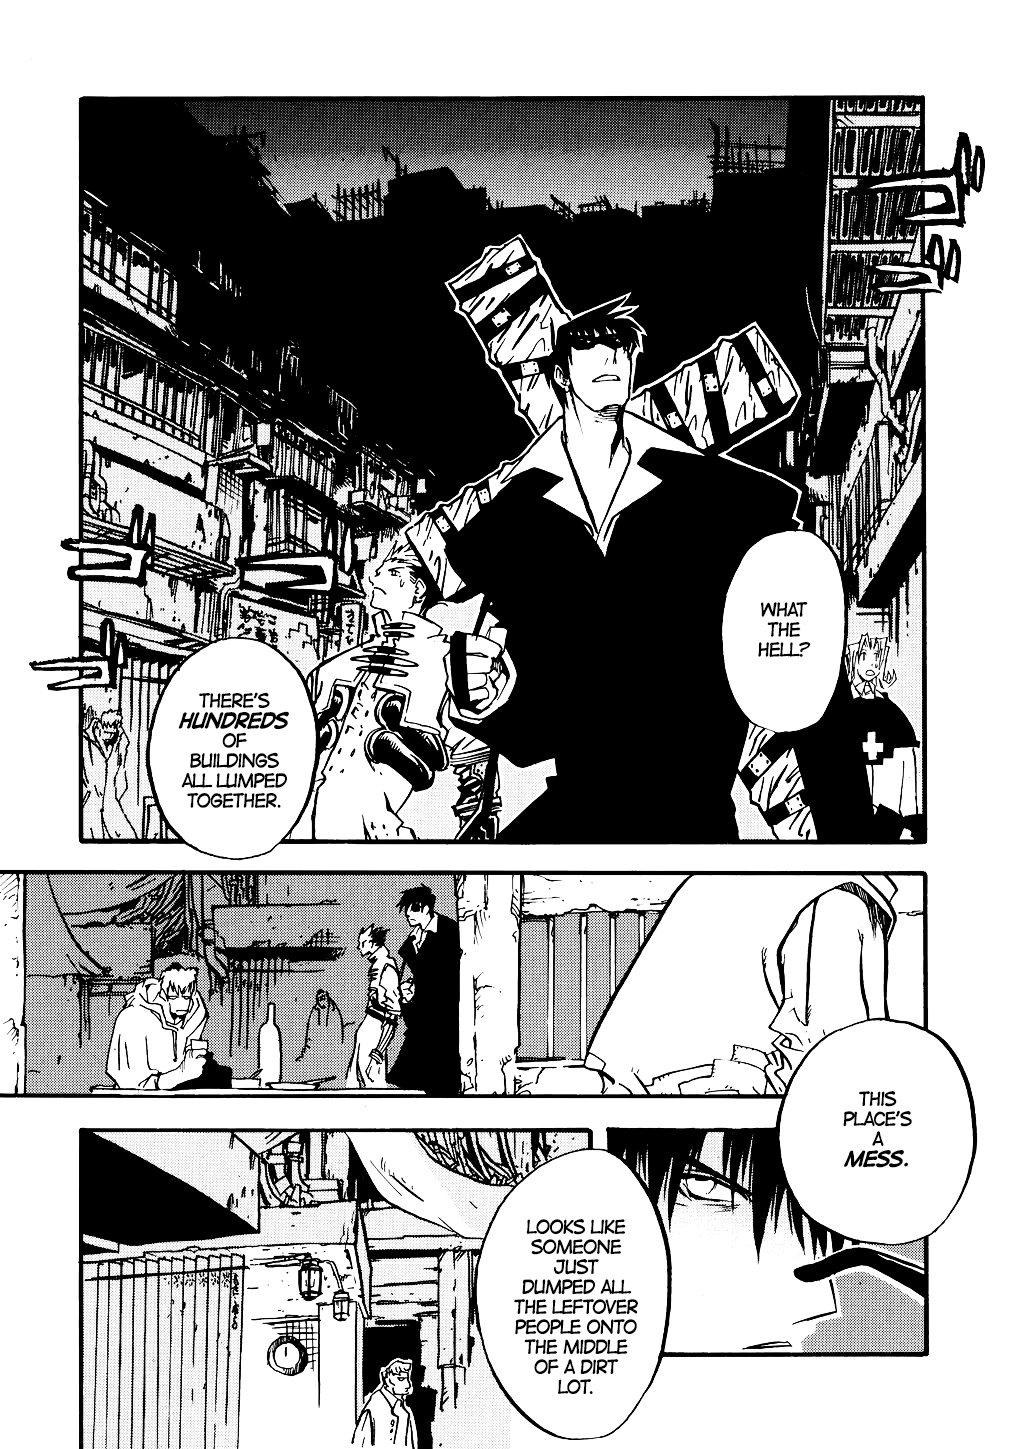 WHAT
THE
HELL?
THERE'S
HUNDREDS
OF
BUILDINGS
ALL LUMPED
TOGETHER.
THIS
PLACE'S
A
MESS.
LOOKS LIKE
SOMEONE
JUST
DUMPED ALL
THE LEFTOVER
PEOPLE ONTO
THE MIDDLE
OF A DIRT
LOT.